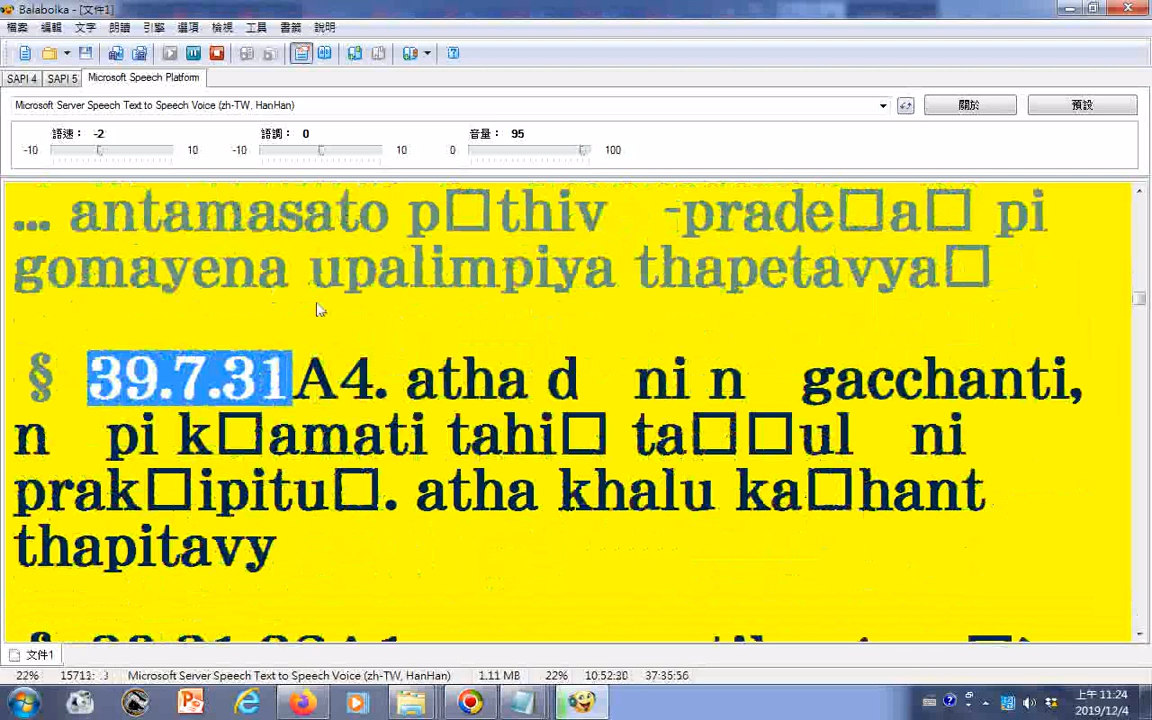 Balabolka - [文件1]
檔案 編輯 文字 朗讀 引擎 選項 檢視 工具 書籤 說明
SAPI 4 SAPI 5 Microsoft Speech Platform
Microsoft Server Speech Text to Speech Voice (zh-TW, HanHan) 關於 預設
語速： -2 語調： 0 音量： 95
-10 10 -10 10 0 100
... antamasato p□thiv -prade□a□ pi
gomayena upalimpiya thapetavya□
§ 39.7.31A4. atha d ni n gacchanti,
n pi k□amati tahi□ ta□□ul ni
prak□ipitu□. atha khalu ka□hant
thapitavy
文件1
22% Microsoft Server Speech Text to Speech Voice (zh-TW, HanHan) 1.11 MB 22% 10:52:30 37:35:56
上午 11:24
2019/12/4